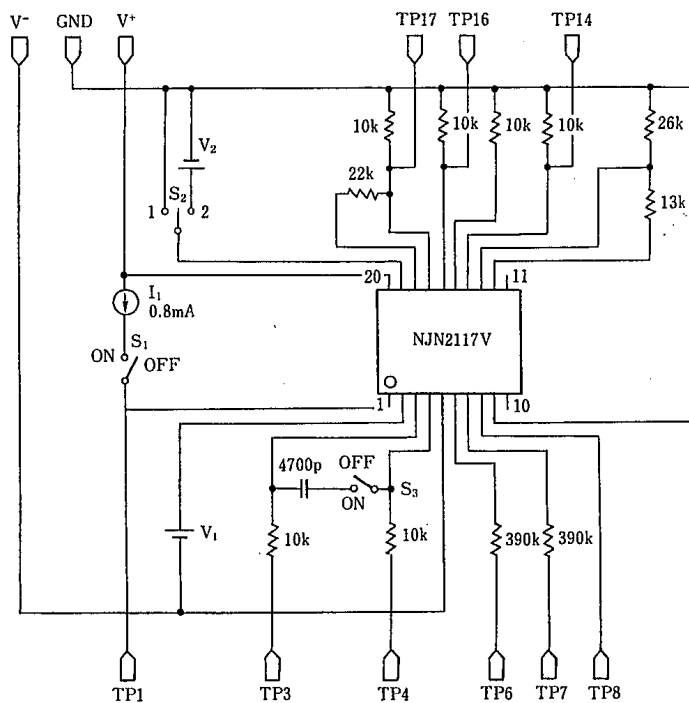 V⁻ GND V⁺ TP17 TP16 TP14
10k 10k 10k 10k 26k
V₂
22k
S₂
1 2
13k
20 11
I₁
0.8mA
NJN2117V
S₁
ON OFF
1 10
4700p OFF
ON S₃
V₁ 10k 10k 390k 390k
TP1 TP3 TP4 TP6 TP7 TP8